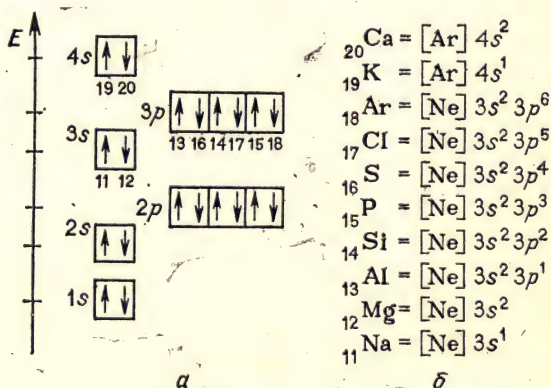 E
4s
19 20
3p
13 16 14 17 15 18
3s
11 12
2p
2s
1s
а
₂₀Ca = [Ar] 4s²
₁₉K = [Ar] 4s¹
₁₈Ar = [Ne] 3s² 3p⁶
₁₇Cl = [Ne] 3s² 3p⁵
₁₆S = [Ne] 3s² 3p⁴
₁₅P = [Ne] 3s² 3p³
₁₄Si = [Ne] 3s² 3p²
₁₃Al = [Ne] 3s² 3p¹
₁₂Mg = [Ne] 3s²
₁₁Na = [Ne] 3s¹
б